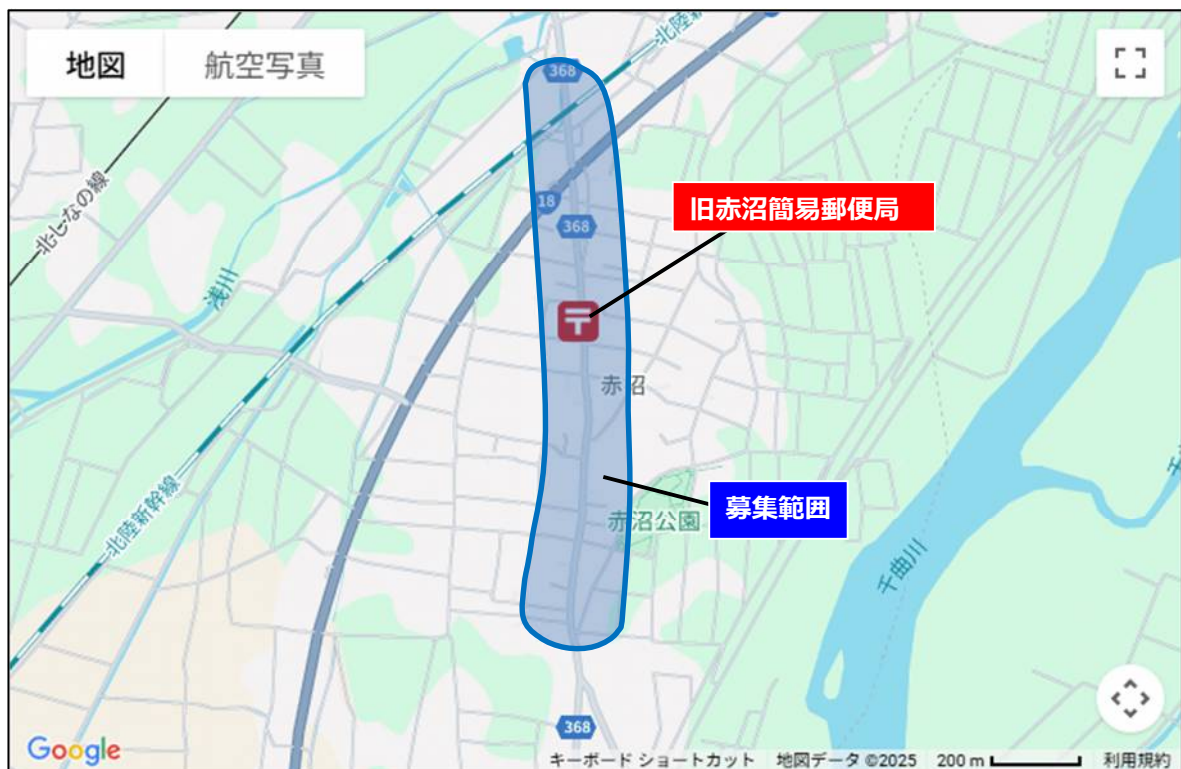 地図 航空写真
北陸新
368
北しなの線
浅川
18
368
旧赤沼簡易郵便局
赤沼
募集範囲
赤沼公園
北陸新幹線
千曲川
368
Google
キーボード ショートカット 地図データ ©2025 200 m 利用規約